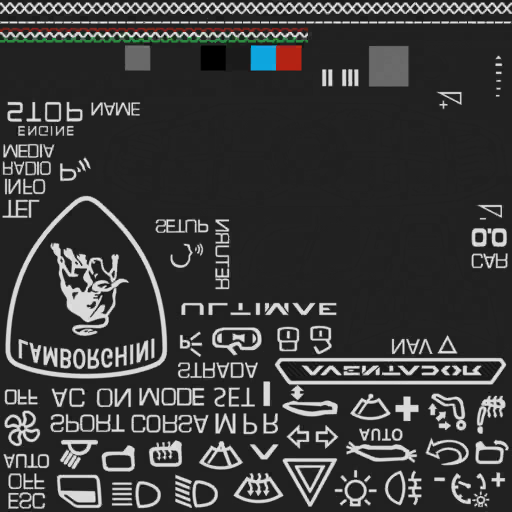 STOP NAME
ENGINE
MEDIA
RADIO
INFO
TEL
P
SETUP
RETURN
0.0
CAR
LAMBORGHINI
ULTIMAE
P
NAV
STRADA
AVENTADOR
OFF AC ON MODE SET
SPORT CORSA M P R
AUTO
AUTO
OFF
ESC